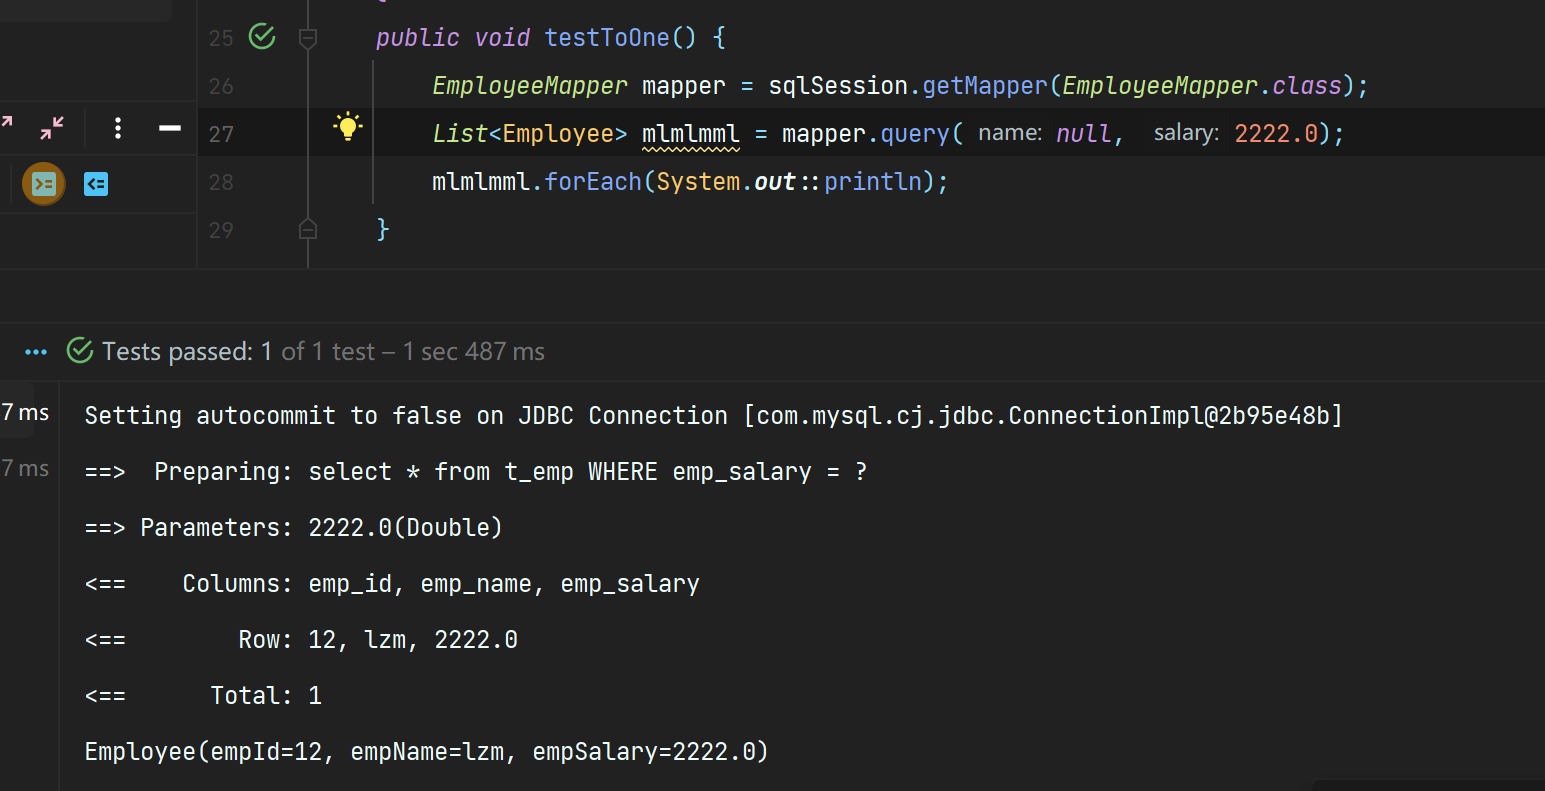 25 public void testToOne() {
26 EmployeeMapper mapper = sqlSession.getMapper(EmployeeMapper.class);
27 List<Employee> mlmlmml = mapper.query( name: null, salary: 2222.0);
28 mlmlmml.forEach(System.out::println);
29 }
Tests passed: 1 of 1 test – 1 sec 487 ms
7 ms
7 ms
Setting autocommit to false on JDBC Connection [com.mysql.cj.jdbc.ConnectionImpl@2b95e48b]
==>  Preparing: select * from t_emp WHERE emp_salary = ?
==> Parameters: 2222.0(Double)
<==    Columns: emp_id, emp_name, emp_salary
<==        Row: 12, lzm, 2222.0
<==      Total: 1
Employee(empId=12, empName=lzm, empSalary=2222.0)